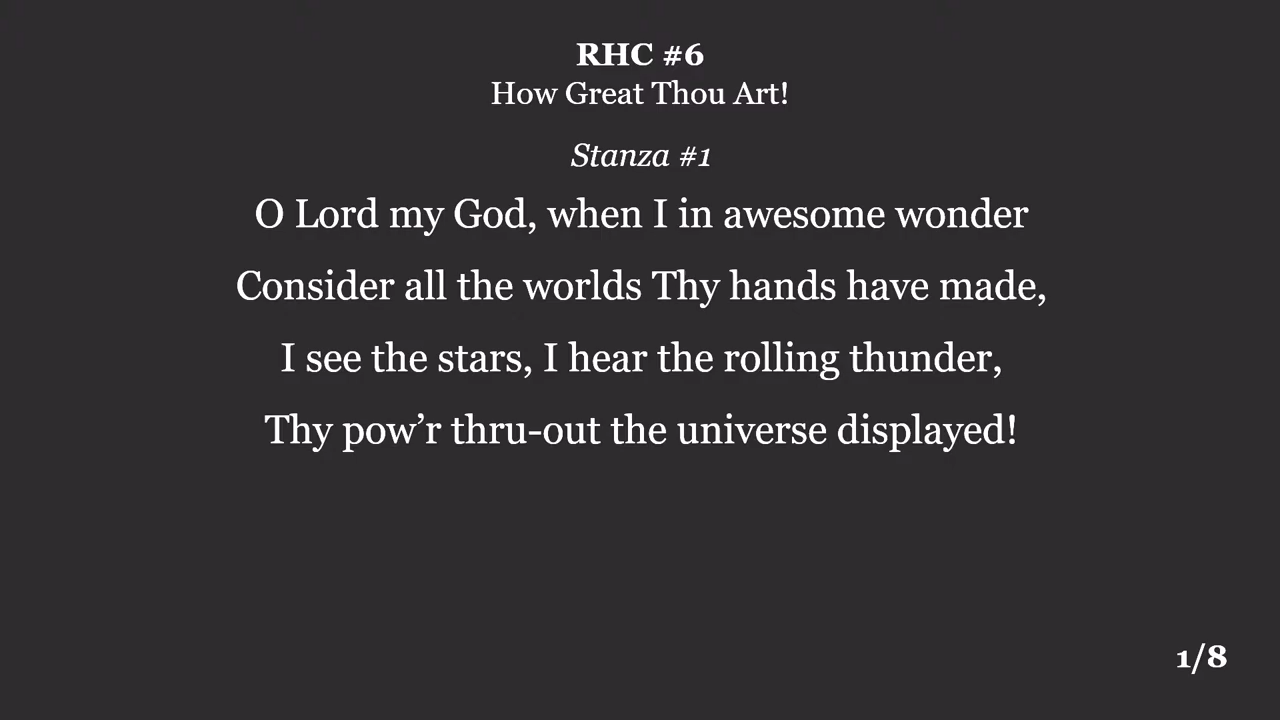 RHC #6
How Great Thou Art!
Stanza #1
O Lord my God, when I in awesome wonder
Consider all the worlds Thy hands have made,
I see the stars, I hear the rolling thunder,
Thy pow’r thru-out the universe displayed!
1/8